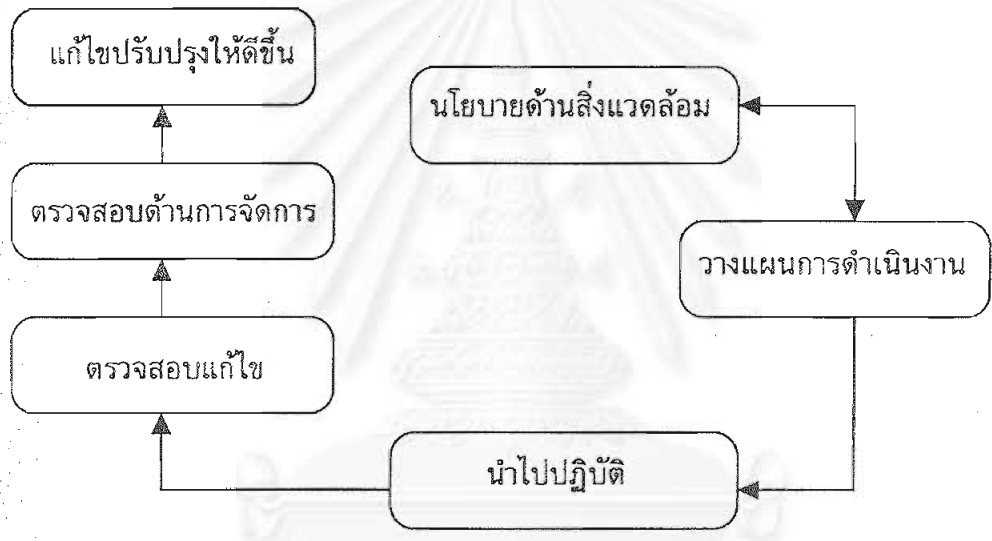 แก้ไขปรับปรุงให้ดีขึ้น
นโยบายด้านสิ่งแวดล้อม
ตรวจสอบด้านการจัดการ
วางแผนการดำเนินงาน
ตรวจสอบแก้ไข
นำไปปฏิบัติ